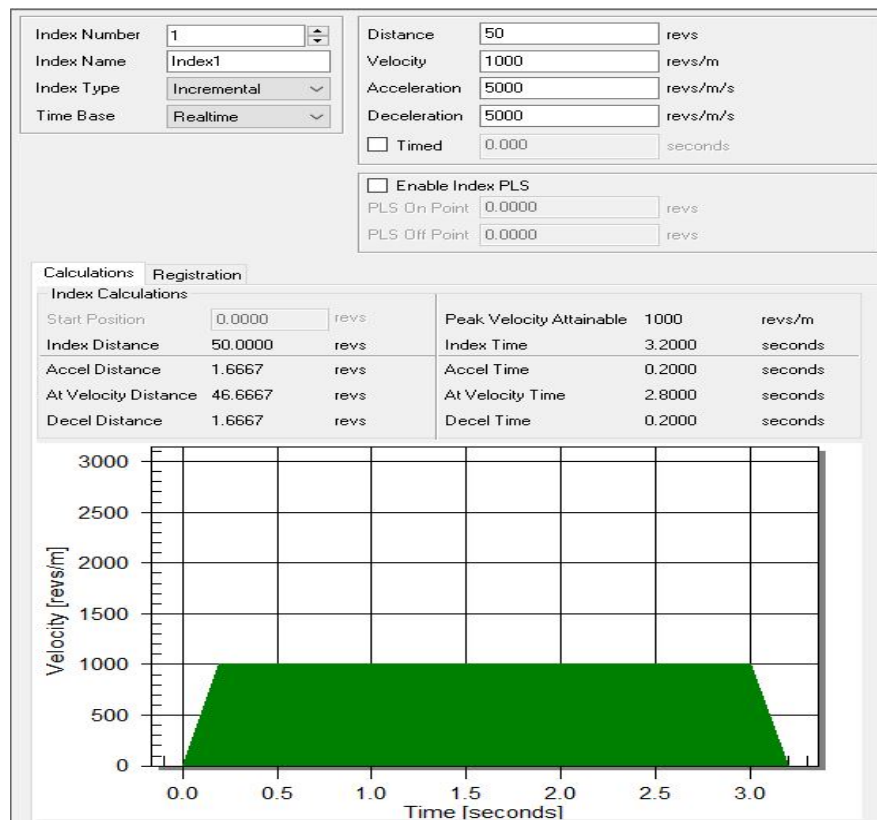 Index Number 1
Index Name Index1
Index Type Incremental
Time Base Realtime
Distance 50 revs
Velocity 1000 revs/m
Acceleration 5000 revs/m/s
Deceleration 5000 revs/m/s
Timed 0.000 seconds
Enable Index PLS
PLS On Point 0.0000 revs
PLS Off Point 0.0000 revs
Calculations Registration
Index Calculations
Start Position 0.0000 revs
Index Distance 50.0000 revs
Accel Distance 1.6667 revs
At Velocity Distance 46.6667 revs
Decel Distance 1.6667 revs
Peak Velocity Attainable 1000 revs/m
Index Time 3.2000 seconds
Accel Time 0.2000 seconds
At Velocity Time 2.8000 seconds
Decel Time 0.2000 seconds
Velocity [revs/m]
3000
2500
2000
1500
1000
500
0
0.0 0.5 1.0 1.5 2.0 2.5 3.0
Time [seconds]